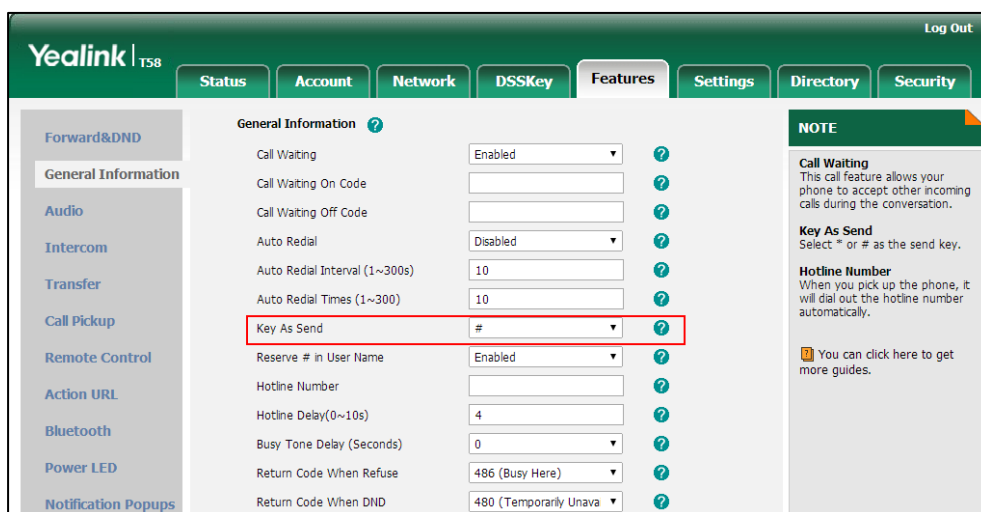 Log Out
Yealink | T58
Status Account Network DSSKey Features Settings Directory Security
Forward&DND
General Information
Audio
Intercom
Transfer
Call Pickup
Remote Control
Action URL
Bluetooth
Power LED
Notification Popups
General Information ?
Call Waiting Enabled ?
Call Waiting On Code ?
Call Waiting Off Code ?
Auto Redial Disabled ?
Auto Redial Interval (1~300s) 10 ?
Auto Redial Times (1~300) 10 ?
Key As Send # ?
Reserve # in User Name Enabled ?
Hotline Number ?
Hotline Delay(0~10s) 4 ?
Busy Tone Delay (Seconds) 0 ?
Return Code When Refuse 486 (Busy Here) ?
Return Code When DND 480 (Temporarily Unava ?
NOTE
Call Waiting
This call feature allows your
phone to accept other incoming
calls during the conversation.
Key As Send
Select * or # as the send key.
Hotline Number
When you pick up the phone, it
will dial out the hotline number
automatically.
? You can click here to get
more guides.